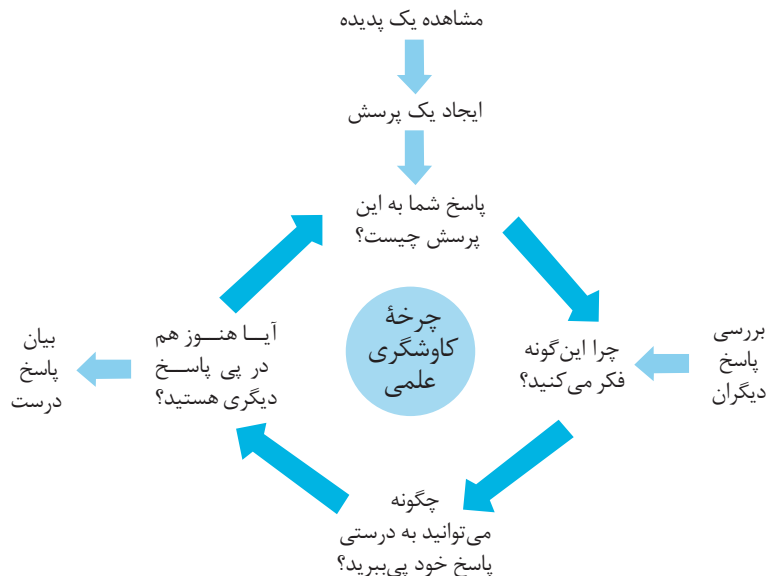 مشاهده یک پدیده
ایجاد یک پرسش
پاسخ شما به این
پرسش چیست؟
چرا این‌گونه
فکر می‌کنید؟
بررسی
پاسخ
دیگران
چگونه
می‌توانید به درستی
پاسخ خود پی‌ببرید؟
آیا هنوز هم
در پی پاسخ
دیگری هستید؟
بیان
پاسخ
درست
چرخهٔ
کاوشگری
علمی